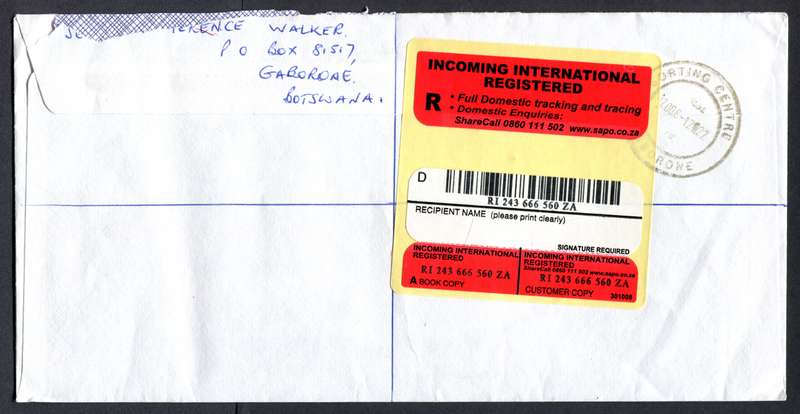 TERENCE WALKER.
P O BOX 857,
GABORONE.
BOTSWANA.
INCOMING INTERNATIONAL
REGISTERED
R
* Full Domestic tracking and tracing
* Domestic Enquiries:
ShareCall 0860 111 502 www.sapo.co.za
D
RI 243 666 560 ZA
RECIPIENT NAME (please print clearly)
SIGNATURE REQUIRED
INCOMING INTERNATIONAL
REGISTERED
RI 243 666 560 ZA
A BOOK COPY
INCOMING INTERNATIONAL
REGISTERED
ShareCall 0860 111 502 www.sapo.co.za
RI 243 666 560 ZA
CUSTOMER COPY
301008
ORTING CENTRE